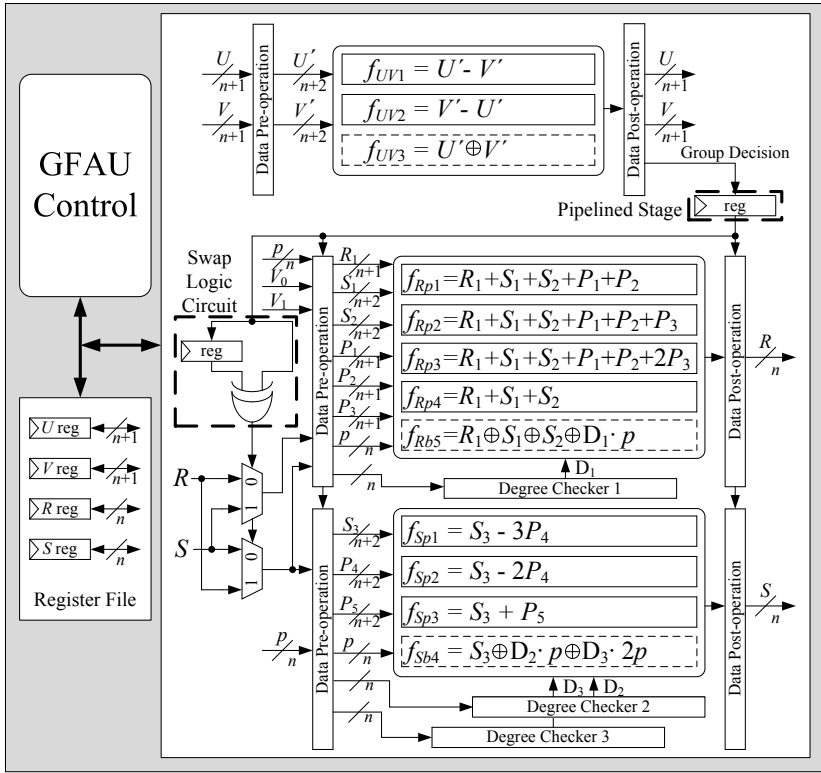 GFAU
Control
U
n+1
V
n+1
Data Pre-operation
U′
n+2
V′
n+2
f_UV1 = U′- V′
f_UV2 = V′- U′
f_UV3 = U′⊕V′
Data Post-operation
U
n+1
V
n+1
Group Decision
Pipelined Stage
reg
Swap
Logic
Circuit
reg
p
n
V₀
V₁
Data Pre-operation
R₁
n+1
S₁
n+2
S₂
n+2
P₁
n+1
P₂
n+1
P₃
n+1
p
n
n
f_Rp1=R₁+S₁+S₂+P₁+P₂
f_Rp2=R₁+S₁+S₂+P₁+P₂+P₃
f_Rp3=R₁+S₁+S₂+P₁+P₂+2P₃
f_Rp4=R₁+S₁+S₂
f_Rb5=R₁⊕S₁⊕S₂⊕D₁· p
D₁
Degree Checker 1
Data Post-operation
R
n
U reg
n+1
V reg
n+1
R reg
n
S reg
n
Register File
R
S
0
1
0
1
p
n
Data Pre-operation
S₃
n+2
P₄
n+2
P₅
n+2
p
n
n
n
f_Sp1 = S₃ - 3P₄
f_Sp2 = S₃ - 2P₄
f_Sp3 = S₃ + P₅
f_Sb4 = S₃⊕D₂· p⊕D₃· 2p
D₃
D₂
Degree Checker 2
Degree Checker 3
Data Post-operation
S
n